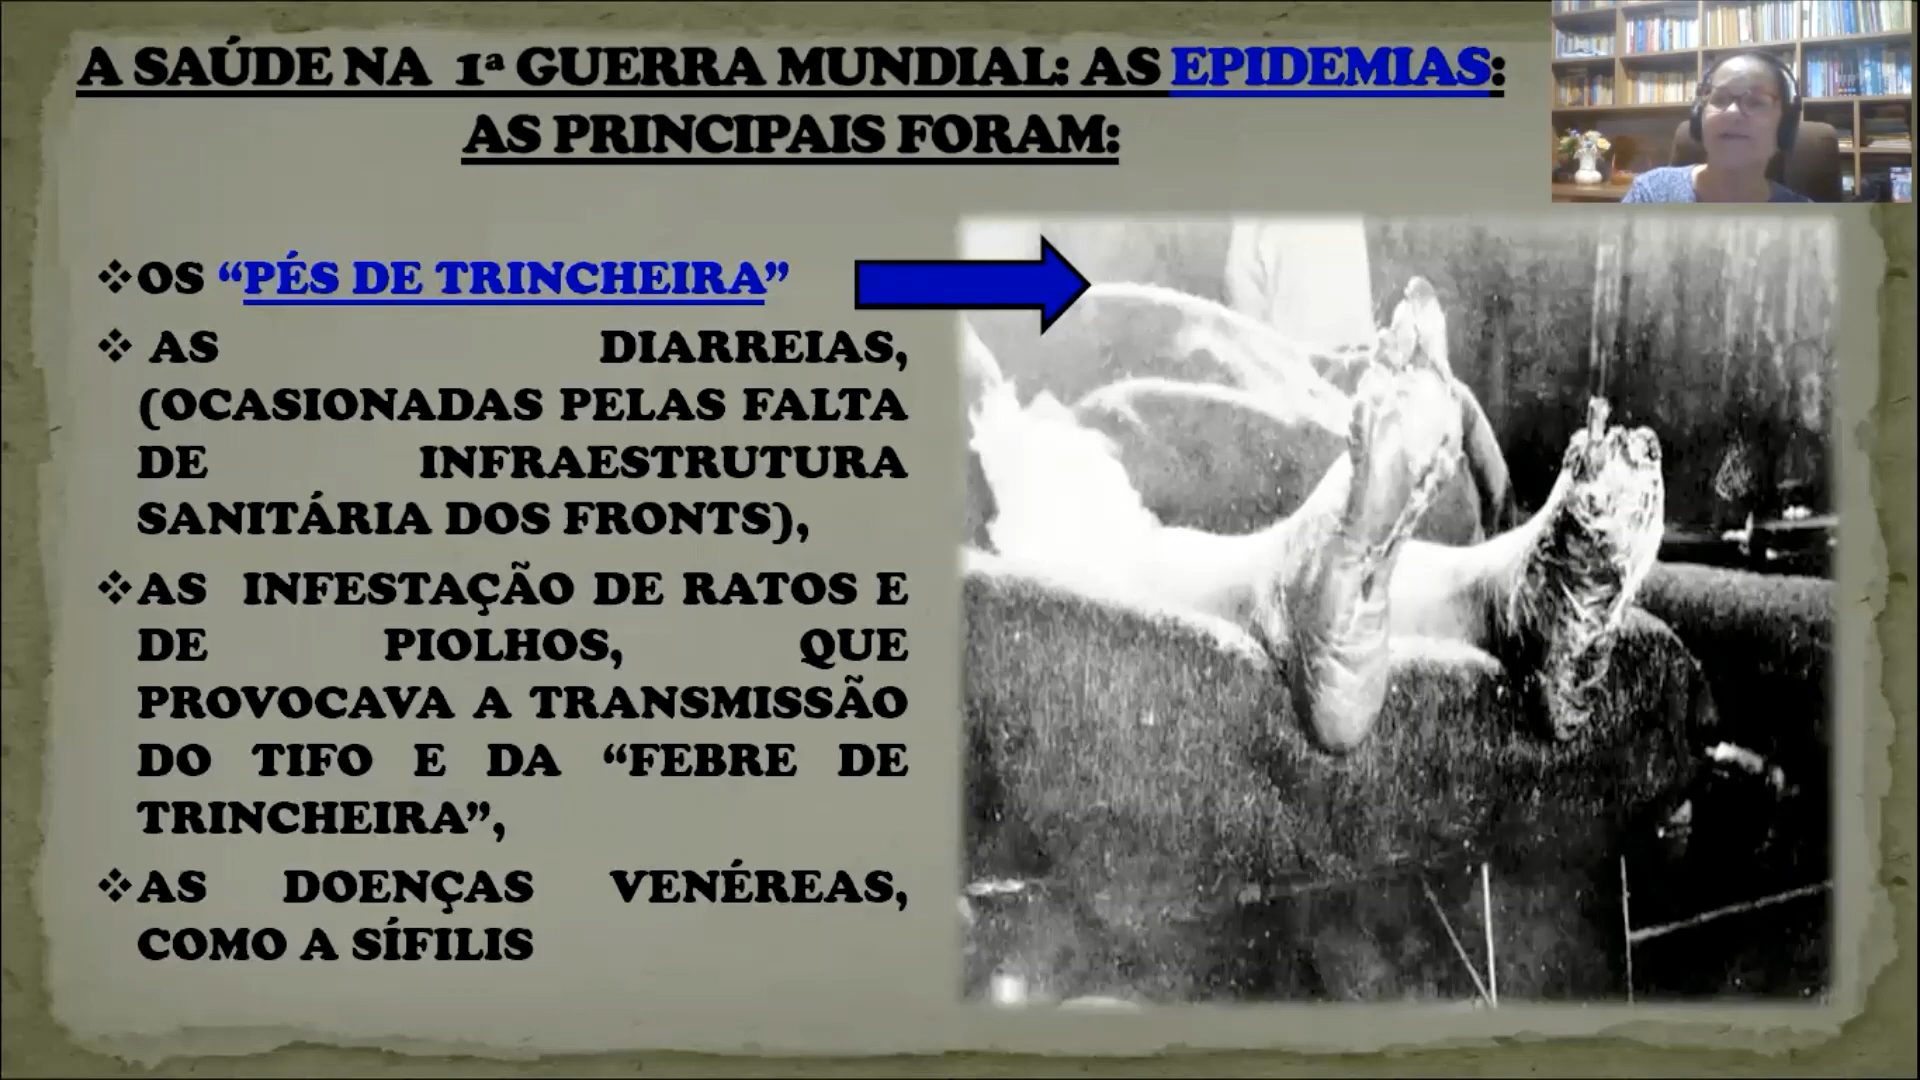 A SAÚDE NA 1ª GUERRA MUNDIAL: AS EPIDEMIAS:
AS PRINCIPAIS FORAM:
❖OS “PÉS DE TRINCHEIRA”
❖ AS DIARREIAS,
(OCASIONADAS PELAS FALTA
DE INFRAESTRUTURA
SANITÁRIA DOS FRONTS),
❖AS INFESTAÇÃO DE RATOS E
DE PIOLHOS, QUE
PROVOCAVA A TRANSMISSÃO
DO TIFO E DA “FEBRE DE
TRINCHEIRA”,
❖AS DOENÇAS VENÉREAS,
COMO A SÍFILIS